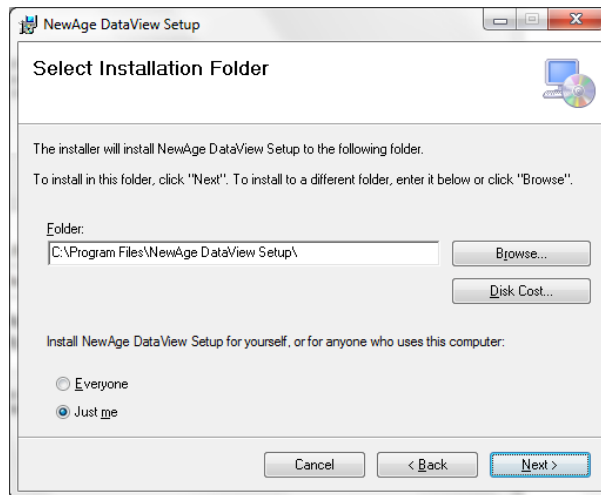 NewAge DataView Setup
Select Installation Folder
The installer will install NewAge DataView Setup to the following folder.
To install in this folder, click "Next". To install to a different folder, enter it below or click "Browse".
Folder:
C:\Program Files\NewAge DataView Setup\
Browse...
Disk Cost...
Install NewAge DataView Setup for yourself, or for anyone who uses this computer:
Everyone
Just me
Cancel
< Back
Next >